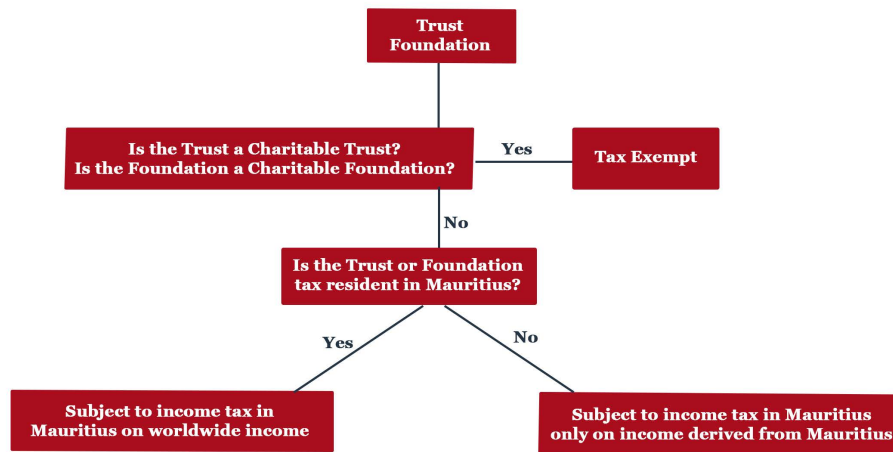 Trust
Foundation
Is the Trust a Charitable Trust?
Is the Foundation a Charitable Foundation?
Yes
Tax Exempt
No
Is the Trust or Foundation
tax resident in Mauritius?
Yes
No
Subject to income tax in
Mauritius on worldwide income
Subject to income tax in Mauritius
only on income derived from Mauritius